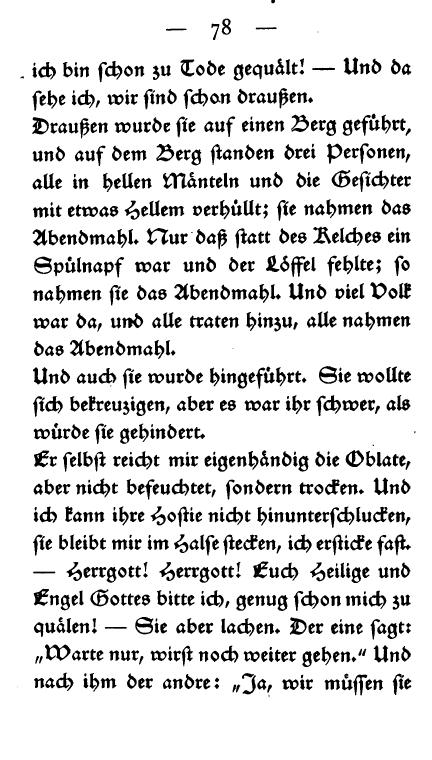 — 78 —
ich bin schon zu Tode gequält! — Und da
sehe ich, wir sind schon draußen.
Draußen wurde sie auf einen Berg geführt,
und auf dem Berg standen drei Personen,
alle in hellen Mänteln und die Gesichter
mit etwas Hellem verhüllt; sie nahmen das
Abendmahl. Nur daß statt des Kelches ein
Spülnapf war und der Löffel fehlte; so
nahmen sie das Abendmahl. Und viel Volk
war da, und alle traten hinzu, alle nahmen
das Abendmahl.
Und auch sie wurde hingeführt. Sie wollte
sich bekreuzigen, aber es war ihr schwer, als
würde sie gehindert.
Er selbst reicht mir eigenhändig die Oblate,
aber nicht befeuchtet, sondern trocken. Und
ich kann ihre Hostie nicht hinunterschlucken,
sie bleibt mir im Halse stecken, ich ersticke fast.
— Herrgott! Herrgott! Euch Heilige und
Engel Gottes bitte ich, genug schon mich zu
quälen! — Sie aber lachen. Der eine sagt:
„Warte nur, wirst noch weiter gehen.“ Und
nach ihm der andre: „Ja, wir müssen sie